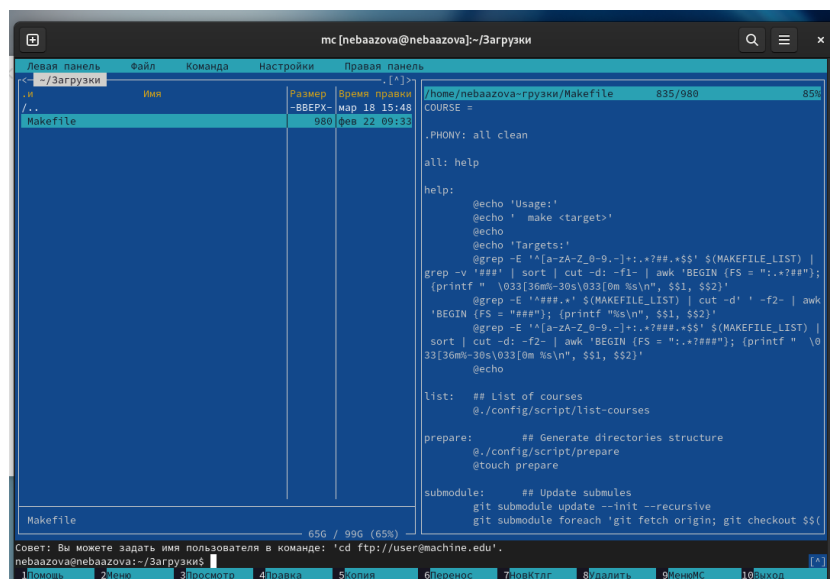 mc [nebaazova@nebaazova]:~/Загрузки
Левая панель Файл Команда Настройки Правая панель
<- ~/Загрузки .[^]>
.и Имя Размер Время правки
/.. -ВВЕРХ- мар 18 15:48
Makefile 980 фев 22 09:33
Makefile
65G / 99G (65%)
/home/nebaazova~грузки/Makefile 835/980 85%
COURSE =
.PHONY: all clean
all: help
help:
@echo 'Usage:'
@echo '  make <target>'
@echo
@echo 'Targets:'
@grep -E '^[a-zA-Z_0-9.-]+:.*?##.*$$' $(MAKEFILE_LIST) |
grep -v '###' | sort | cut -d: -f1- | awk 'BEGIN {FS = ":.*?##"};
{printf "  \033[36m%-30s\033[0m %s\n", $$1, $$2}'
@grep -E '^###.*' $(MAKEFILE_LIST) | cut -d' ' -f2- | awk
'BEGIN {FS = "###"}; {printf "%s\n", $$1, $$2}'
@grep -E '^[a-zA-Z_0-9.-]+:.*?###.*$$' $(MAKEFILE_LIST) |
sort | cut -d: -f2- | awk 'BEGIN {FS = ":.*?###"}; {printf "  \0
33[36m%-30s\033[0m %s\n", $$1, $$2}'
@echo
list: ## List of courses
@./config/script/list-courses
prepare: ## Generate directories structure
@./config/script/prepare
@touch prepare
submodule: ## Update submules
git submodule update --init --recursive
git submodule foreach 'git fetch origin; git checkout $$(
Совет: Вы можете задать имя пользователя в команде: 'cd ftp://user@machine.edu'.
nebaazova@nebaazova:~/Загрузки$ [^]
1Помощь 2Меню 3Просмотр 4Правка 5Копия 6Перенос 7НовКтлг 8Удалить 9МенюМС 10Выход